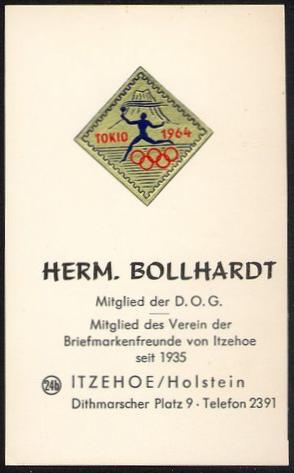 TOKIO 1964
HERM. BOLLHARDT
Mitglied der D.O.G.
Mitglied des Verein der
Briefmarkenfreunde von Itzehoe
seit 1935
24b ITZEHOE/Holstein
Dithmarscher Platz 9 · Telefon 2391